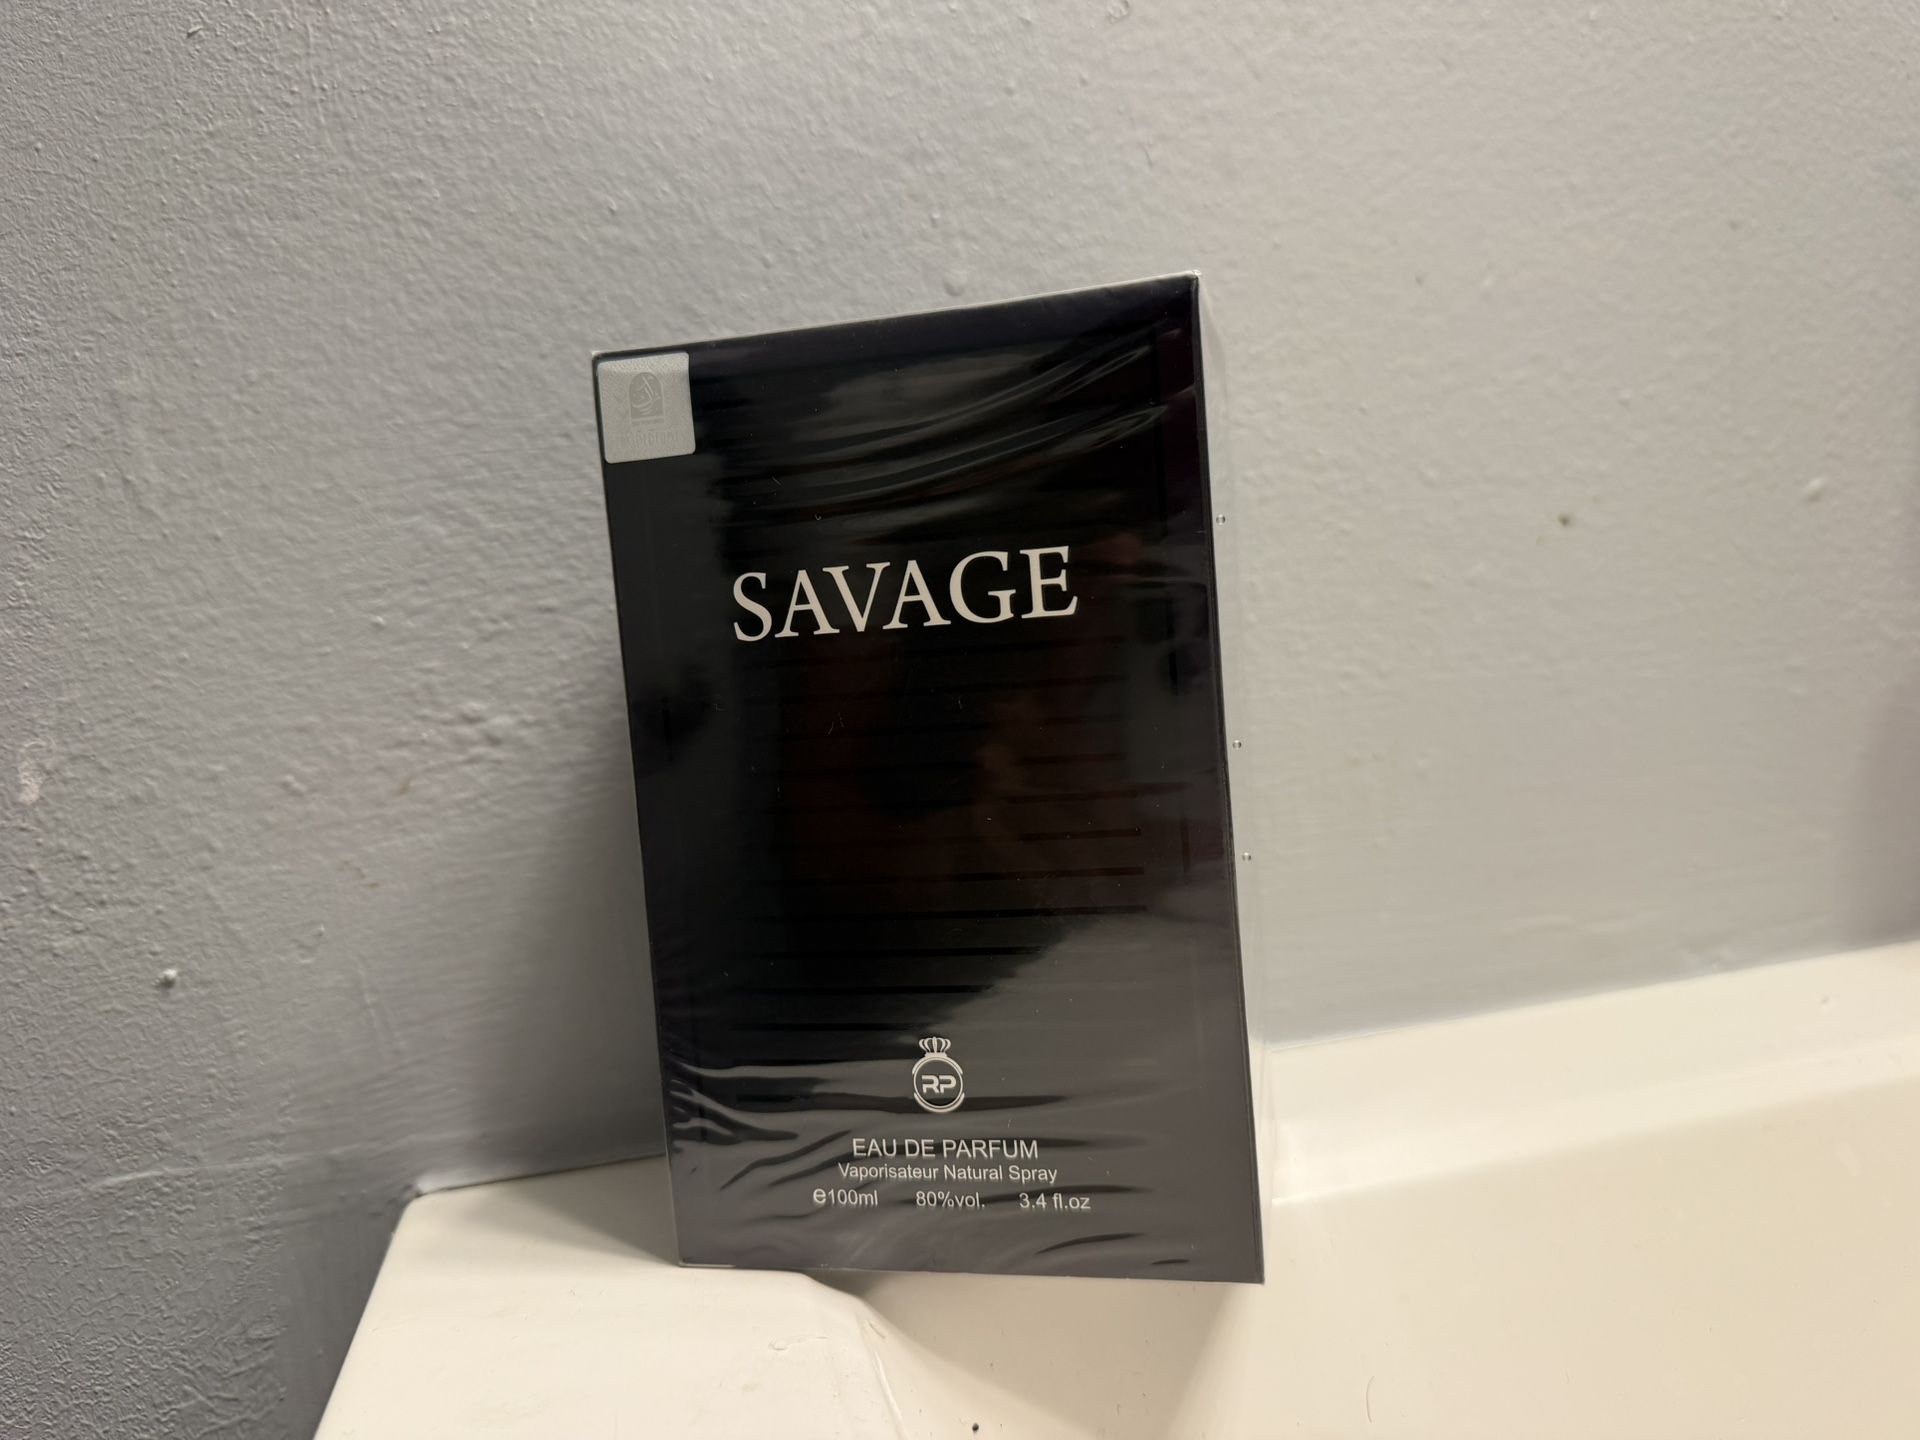 SAVAGE
RP
EAU DE PARFUM
Vaporisateur Natural Spray
℮100ml 80%vol. 3.4 fl.oz